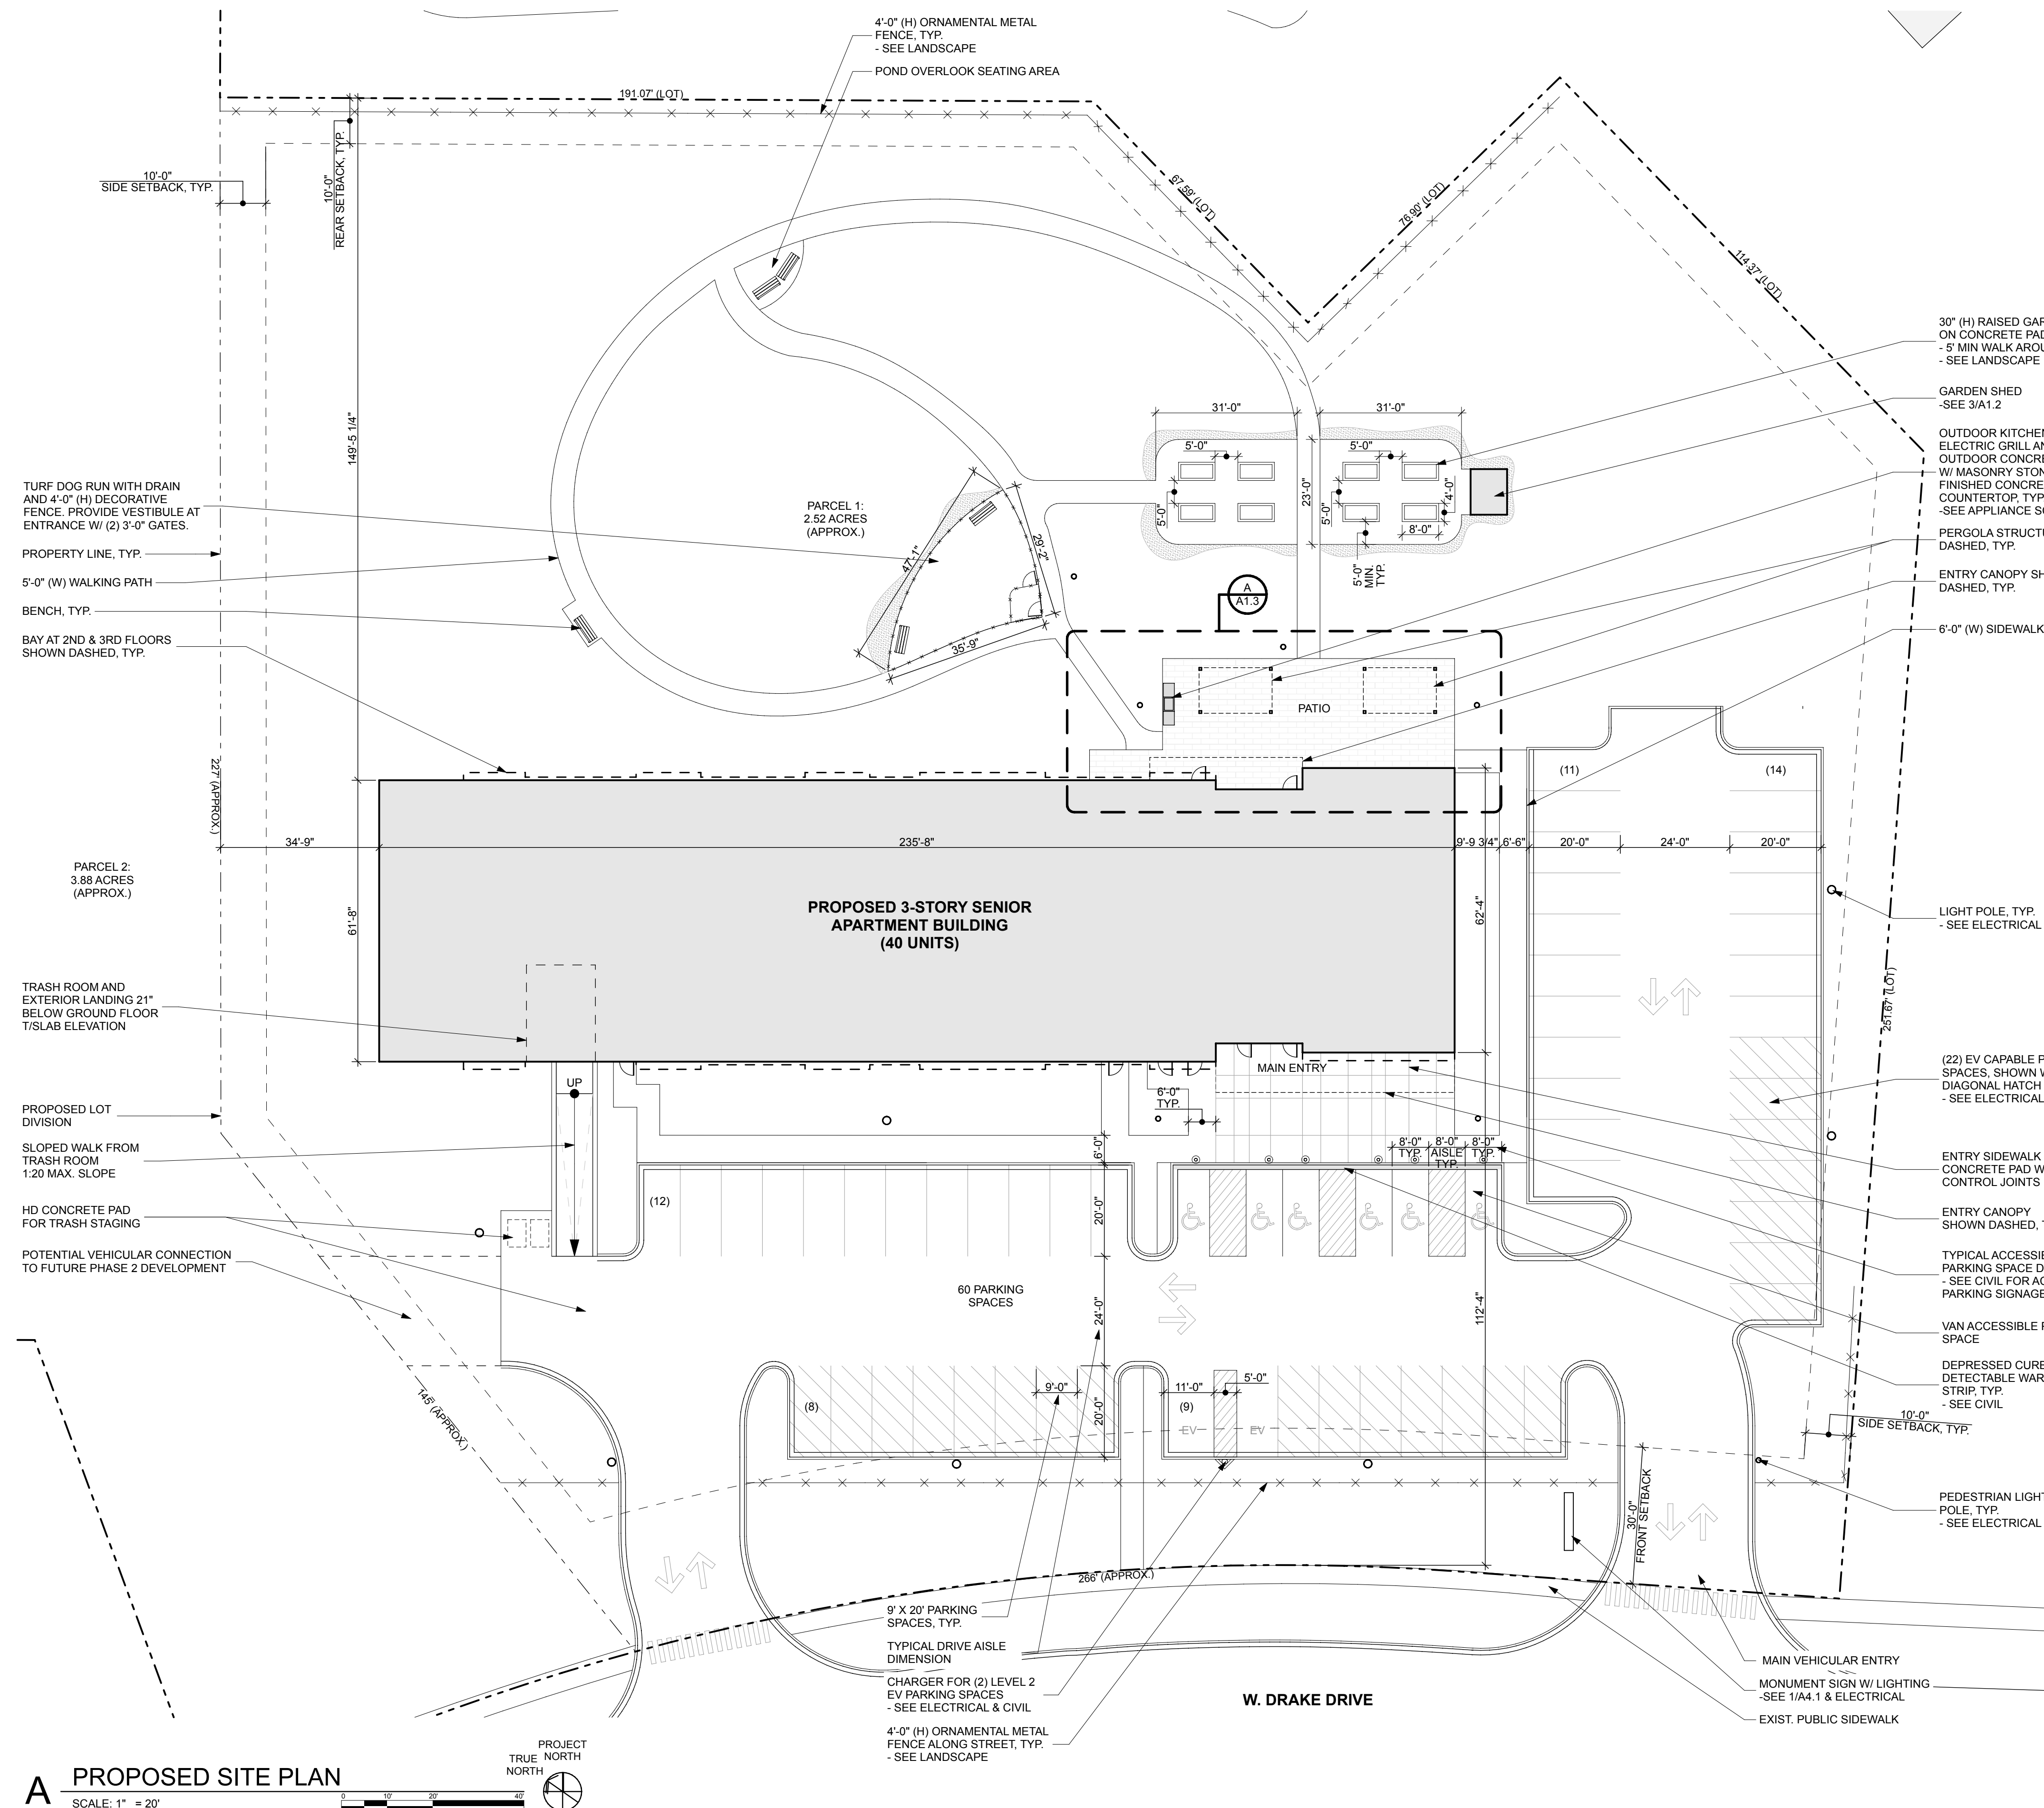 4'-0" (H) ORNAMENTAL METAL
FENCE, TYP.
- SEE LANDSCAPE
POND OVERLOOK SEATING AREA
191.07' (LOT)
10'-0"
SIDE SETBACK, TYP.
10'-0"
REAR SETBACK, TYP.
67.59' (LOT)
76.90' (LOT)
114.37' (LOT)
149'-5 1/4"
30" (H) RAISED
ON CONCRETE
- 5' MIN WALK
- SEE LANDSCAPE
GARDEN SHED
-SEE 3/A1.2
OUTDOOR
ELECTRIC GRILL
OUTDOOR
W/ MASONRY
FINISHED
COUNTERTOP,
-SEE APPLIANCE
PERGOLA
DASHED, TYP.
ENTRY CANOPY
DASHED, TYP.
6'-0" (W) SIDEWALK
31'-0"
31'-0"
5'-0"
5'-0"
5'-0"
23'-0"
5'-0"
4'-0"
8'-0"
5'-0"
MIN.
TYP.
TURF DOG RUN WITH DRAIN
AND 4'-0" (H) DECORATIVE
FENCE. PROVIDE VESTIBULE AT
ENTRANCE W/ (2) 3'-0" GATES.
PROPERTY LINE, TYP.
5'-0" (W) WALKING PATH
BENCH, TYP.
BAY AT 2ND & 3RD FLOORS
SHOWN DASHED, TYP.
PARCEL 1:
2.52 ACRES
(APPROX.)
47'-1"
29'-2"
35'-9"
A
A1.3
PATIO
227' (APPROX.)
(11)
(14)
34'-9"
235'-8"
9'-9 3/4"
6'-6"
20'-0"
24'-0"
20'-0"
PARCEL 2:
3.88 ACRES
(APPROX.)
61'-8"
PROPOSED 3-STORY SENIOR
APARTMENT BUILDING
(40 UNITS)
62'-4"
LIGHT POLE, TYP.
- SEE ELECTRICAL
251.67' (LOT)
TRASH ROOM AND
EXTERIOR LANDING 21"
BELOW GROUND FLOOR
T/SLAB ELEVATION
UP
MAIN ENTRY
6'-0"
TYP.
(22) EV CAPABLE
SPACES, SHOWN
DIAGONAL HATCH
- SEE ELECTRICAL
PROPOSED LOT
DIVISION
SLOPED WALK FROM
TRASH ROOM
1:20 MAX. SLOPE
HD CONCRETE PAD
FOR TRASH STAGING
POTENTIAL VEHICULAR CONNECTION
TO FUTURE PHASE 2 DEVELOPMENT
6'-0"
8'-0"
TYP.
8'-0"
AISLE
TYP.
8'-0"
TYP.
ENTRY SIDEWALK
CONCRETE PAD
CONTROL JOINTS
ENTRY CANOPY
SHOWN DASHED,
TYPICAL
PARKING SPACE
- SEE CIVIL FOR
PARKING SIGNAGE
VAN ACCESSIBLE
SPACE
DEPRESSED
DETECTABLE
STRIP, TYP.
- SEE CIVIL
(12)
20'-0"
60 PARKING
SPACES
24'-0"
112'-4"
145' (APPROX.)
(8)
9'-0"
20'-0"
11'-0"
5'-0"
(9)
EV
EV
10'-0"
SIDE SETBACK, TYP.
30'-0"
FRONT SETBACK
PEDESTRIAN LIGHT
POLE, TYP.
- SEE ELECTRICAL
266' (APPROX.)
9' X 20' PARKING
SPACES, TYP.
TYPICAL DRIVE AISLE
DIMENSION
CHARGER FOR (2) LEVEL 2
EV PARKING SPACES
- SEE ELECTRICAL & CIVIL
4'-0" (H) ORNAMENTAL METAL
FENCE ALONG STREET, TYP.
- SEE LANDSCAPE
W. DRAKE DRIVE
MAIN VEHICULAR ENTRY
MONUMENT SIGN W/ LIGHTING
-SEE 1/A4.1 & ELECTRICAL
EXIST. PUBLIC SIDEWALK
A
PROPOSED SITE PLAN
SCALE: 1" = 20'
0 10' 20' 40'
TRUE
NORTH
PROJECT
NORTH